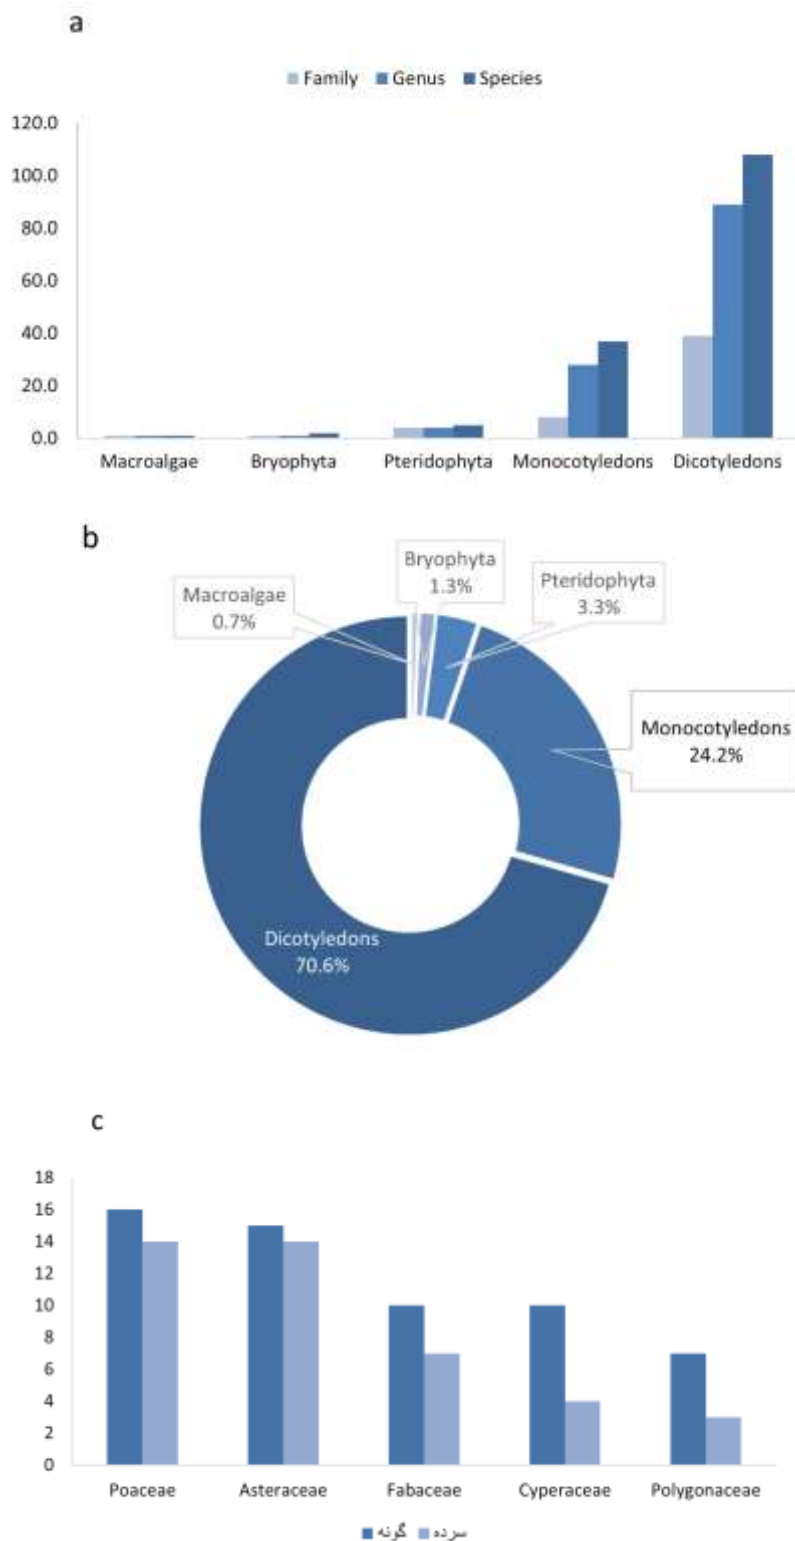 a
Family Genus Species
120.0
100.0
80.0
60.0
40.0
20.0
0.0
Macroalgae Bryophyta Pteridophyta Monocotyledons Dicotyledons
b
Bryophyta
1.3%
Macroalgae
0.7%
Pteridophyta
3.3%
Monocotyledons
24.2%
Dicotyledons
70.6%
c
18
16
14
12
10
8
6
4
2
0
Poaceae Asteraceae Fabaceae Cyperaceae Polygonaceae
گونه سرده